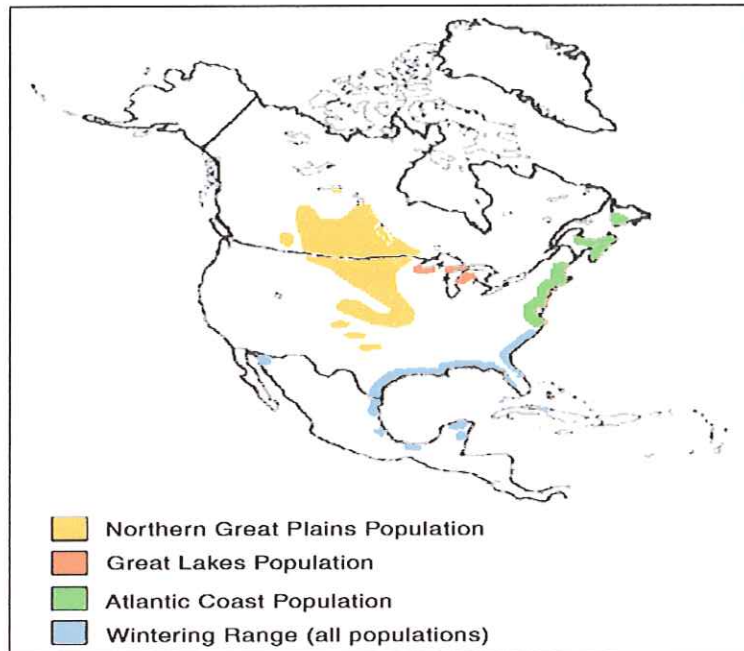 Northern Great Plains Population
Great Lakes Population
Atlantic Coast Population
Wintering Range (all populations)